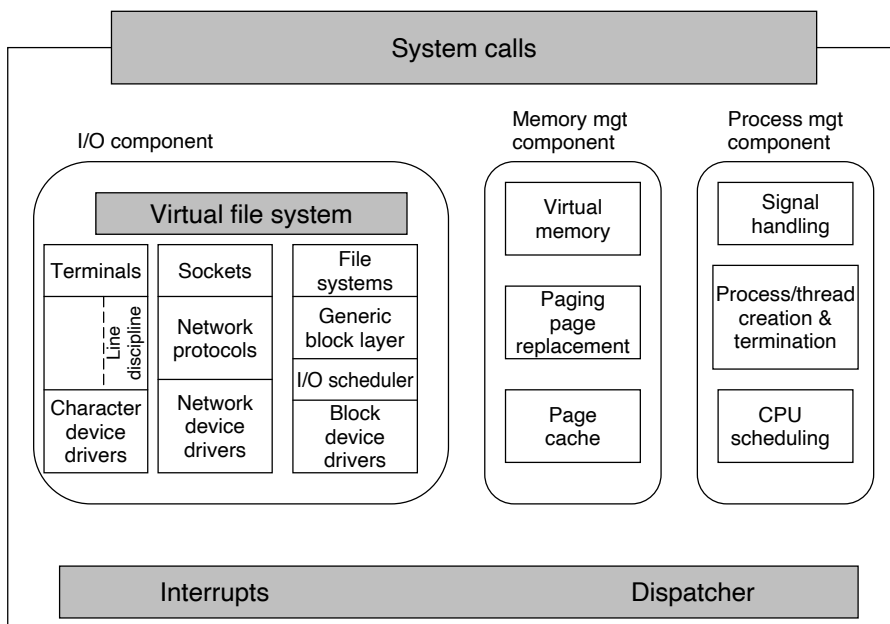 System calls
I/O component
Memory mgt
component
Process mgt
component
Virtual file system
Terminals
Line
discipline
Character
device
drivers
Sockets
Network
protocols
Network
device
drivers
File
systems
Generic
block layer
I/O scheduler
Block
device
drivers
Virtual
memory
Paging
page
replacement
Page
cache
Signal
handling
Process/thread
creation &
termination
CPU
scheduling
Interrupts
Dispatcher